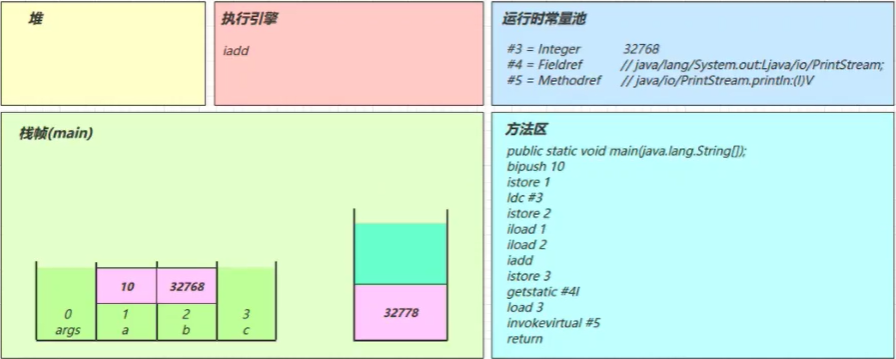 堆
执行引擎
iadd
运行时常量池
#3 = Integer 32768
#4 = Fieldref // java/lang/System.out:Ljava/io/PrintStream;
#5 = Methodref // java/io/PrintStream.println:(I)V
栈帧(main)
10 32768
0 1 2 3
args a b c
32778
方法区
public static void main(java.lang.String[]);
bipush 10
istore 1
ldc #3
istore 2
iload 1
iload 2
iadd
istore 3
getstatic #4I
load 3
invokevirtual #5
return